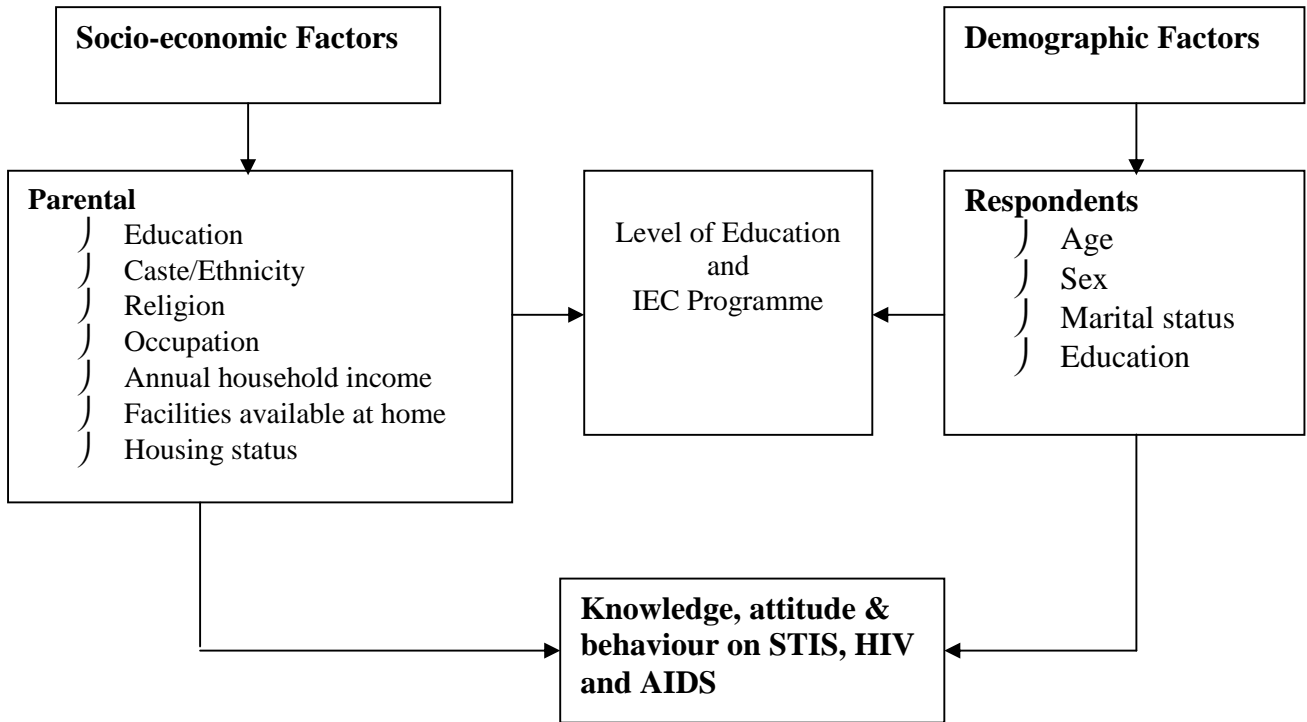 Socio-economic Factors
Demographic Factors
Parental
Education
Caste/Ethnicity
Religion
Occupation
Annual household income
Facilities available at home
Housing status
Level of Education
and
IEC Programme
Respondents
Age
Sex
Marital status
Education
Knowledge, attitude &
behaviour on STIS, HIV
and AIDS